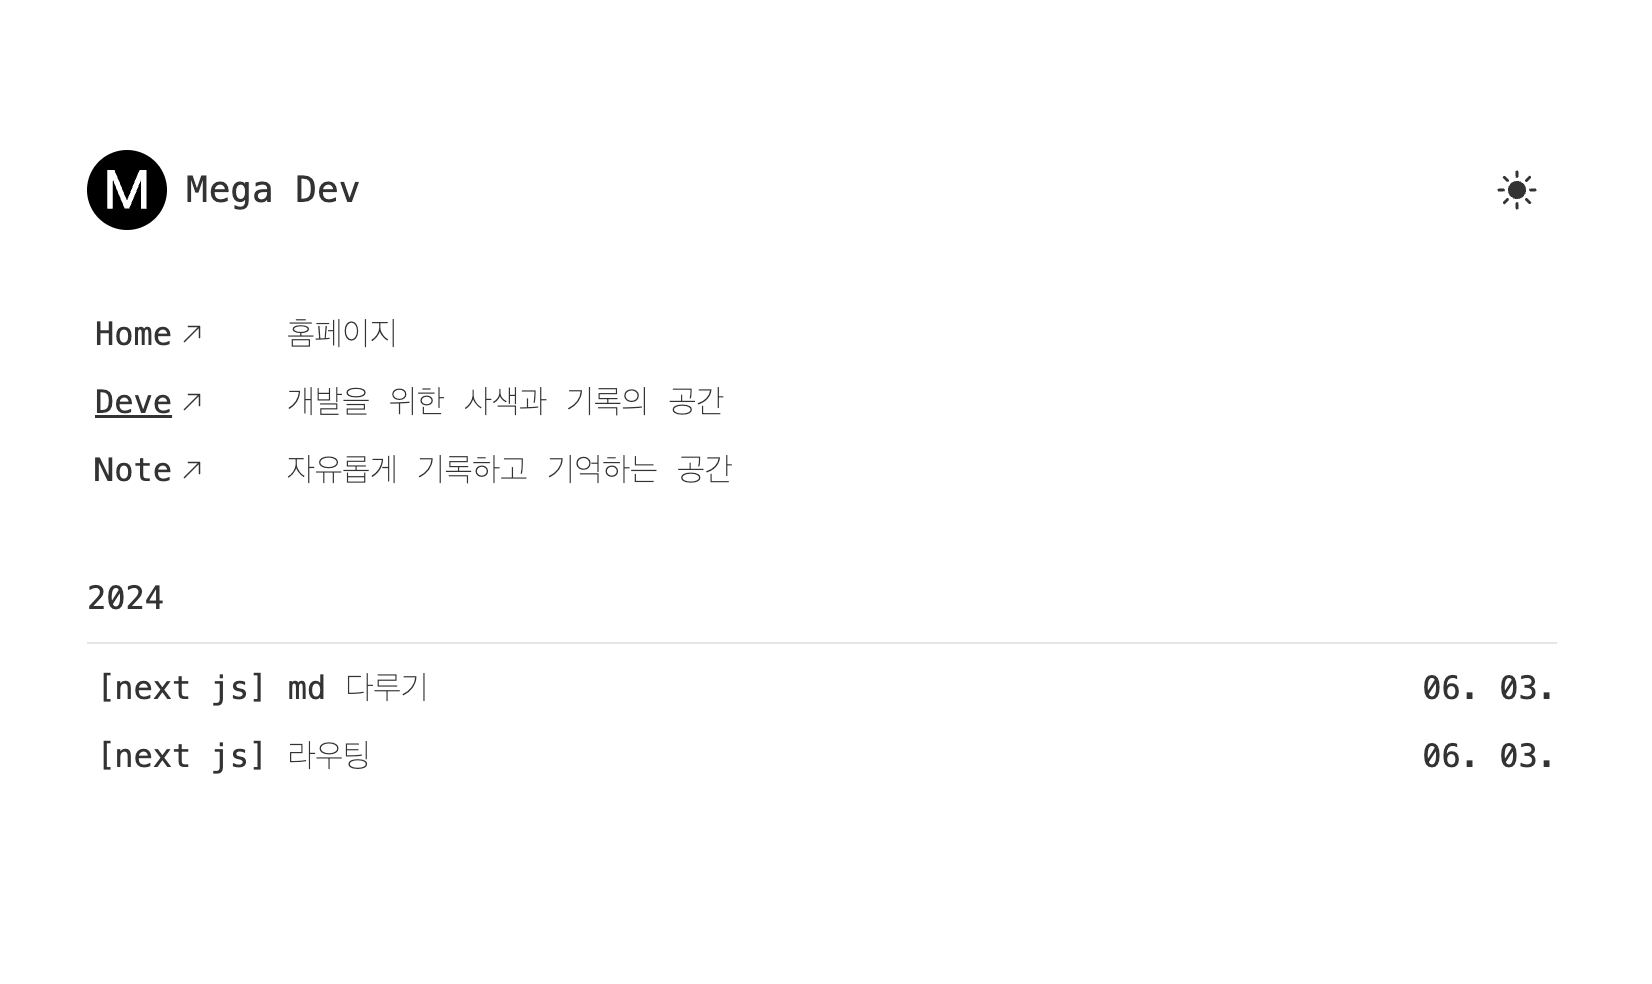 M Mega Dev
Home ↗ 홈페이지
Deve ↗ 개발을 위한 사색과 기록의 공간
Note ↗ 자유롭게 기록하고 기억하는 공간
2024
[next js] md 다루기 06. 03.
[next js] 라우팅 06. 03.